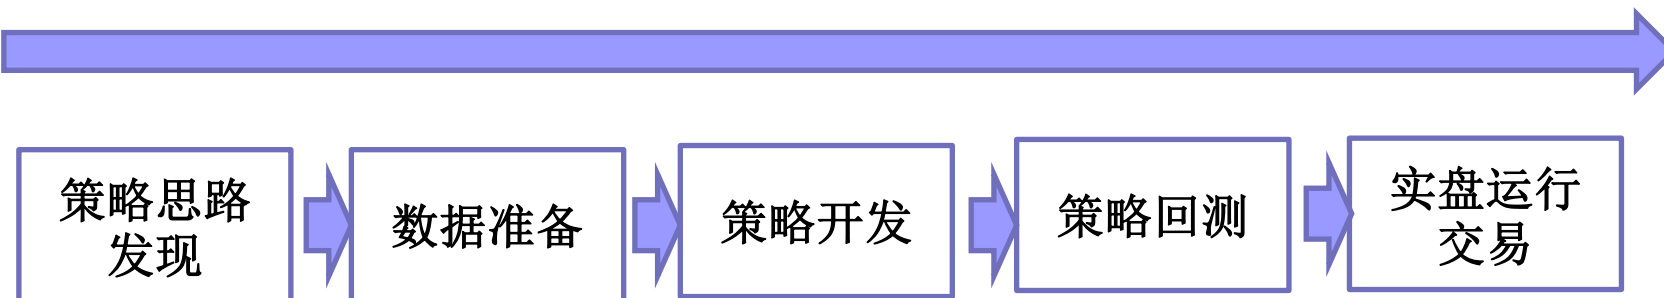 策略思路
发现
数据准备
策略开发
策略回测
实盘运行
交易